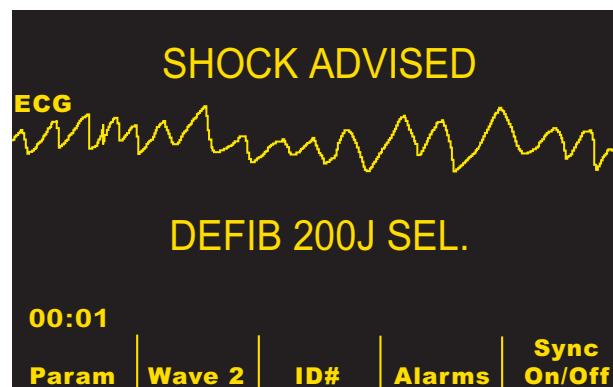 SHOCK ADVISED
ECG
DEFIB 200J SEL.
00:01
Param Wave 2 ID# Alarms Sync On/Off